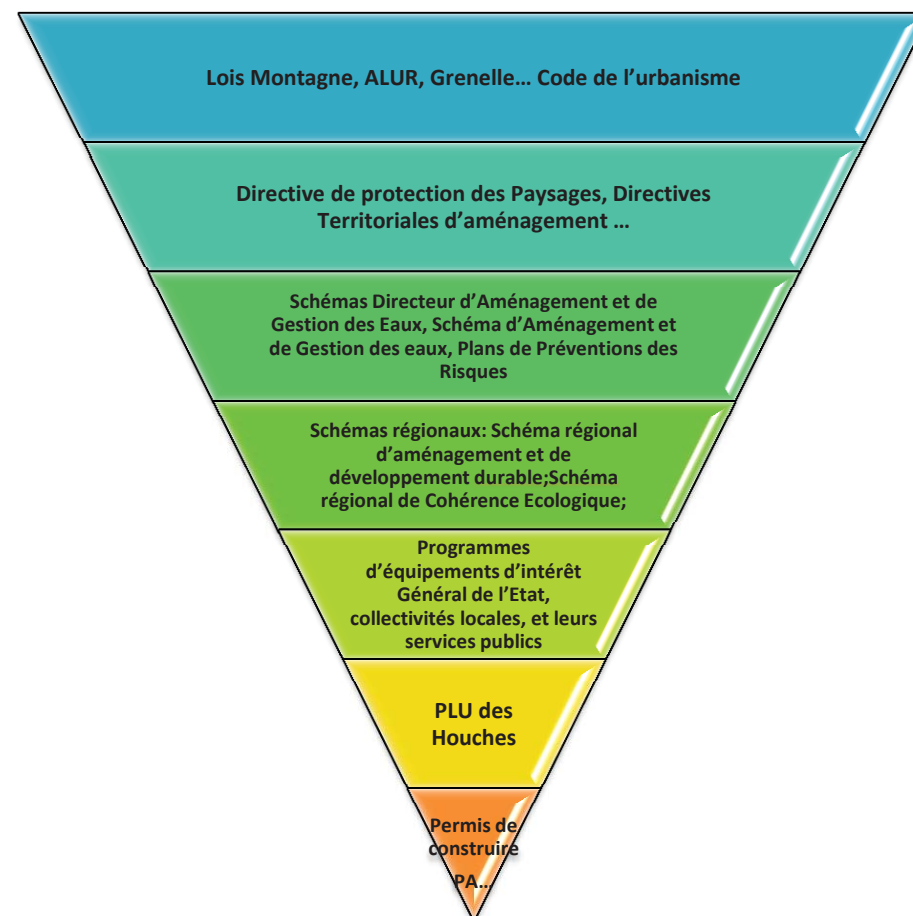 Lois Montagne, ALUR, Grenelle… Code de l’urbanisme
Directive de protection des Paysages, Directives
Territoriales d’aménagement …
Schémas Directeur d’Aménagement et de
Gestion des Eaux, Schéma d’Aménagement et
de Gestion des eaux, Plans de Préventions des
Risques
Schémas régionaux: Schéma régional
d’aménagement et de
développement durable;Schéma
régional de Cohérence Ecologique;
Programmes
d’équipements d’intérêt
Général de l’Etat,
collectivités locales, et leurs
services publics
PLU des
Houches
Permis de
construire
PA…